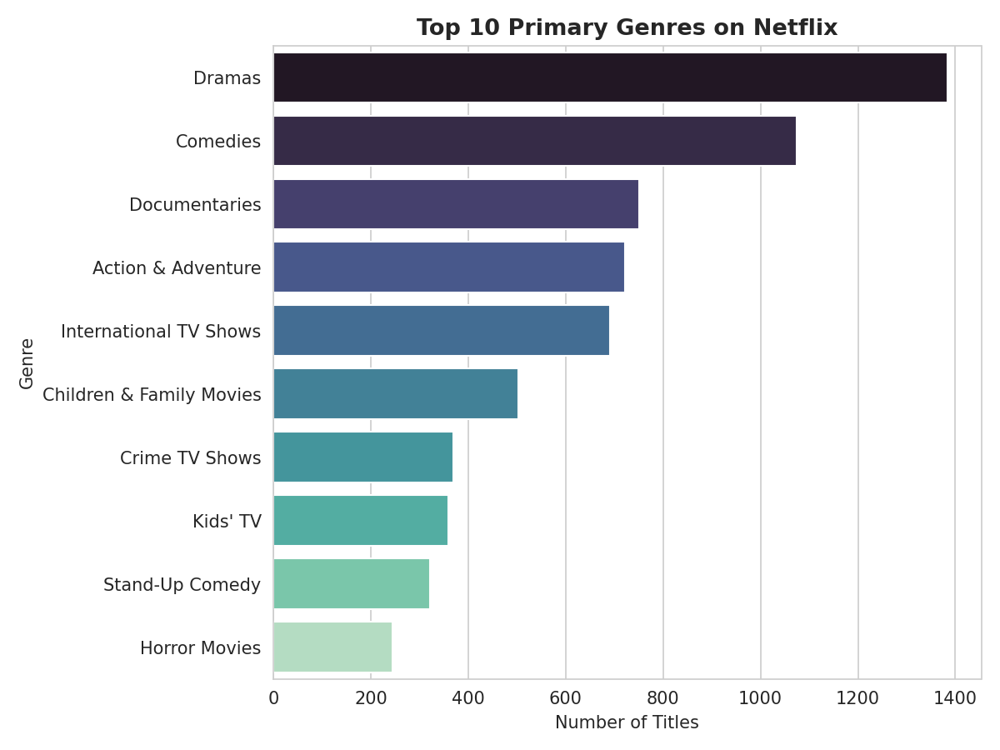 Top 10 Primary Genres on Netflix
Dramas
Comedies
Documentaries
Action & Adventure
International TV Shows
Children & Family Movies
Crime TV Shows
Kids' TV
Stand-Up Comedy
Horror Movies
Genre
0 200 400 600 800 1000 1200 1400
Number of Titles